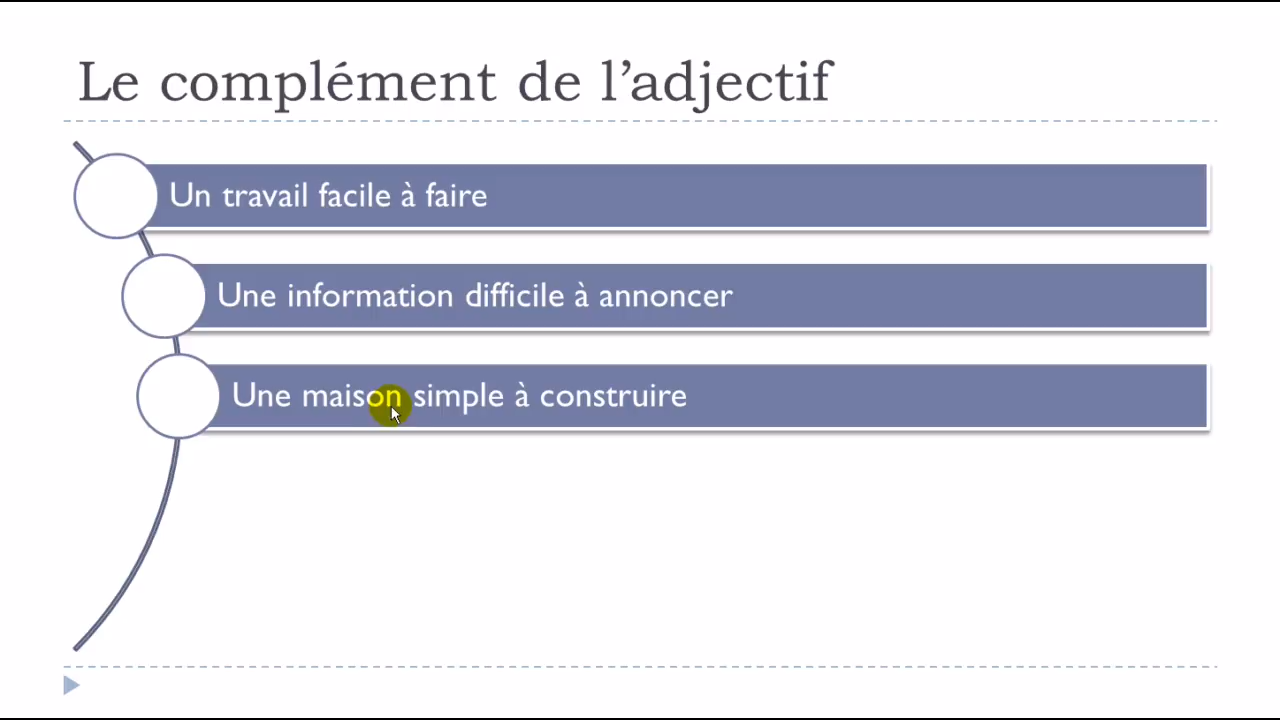 Le complément de l’adjectif
Un travail facile à faire
Une information difficile à annoncer
Une maison simple à construire